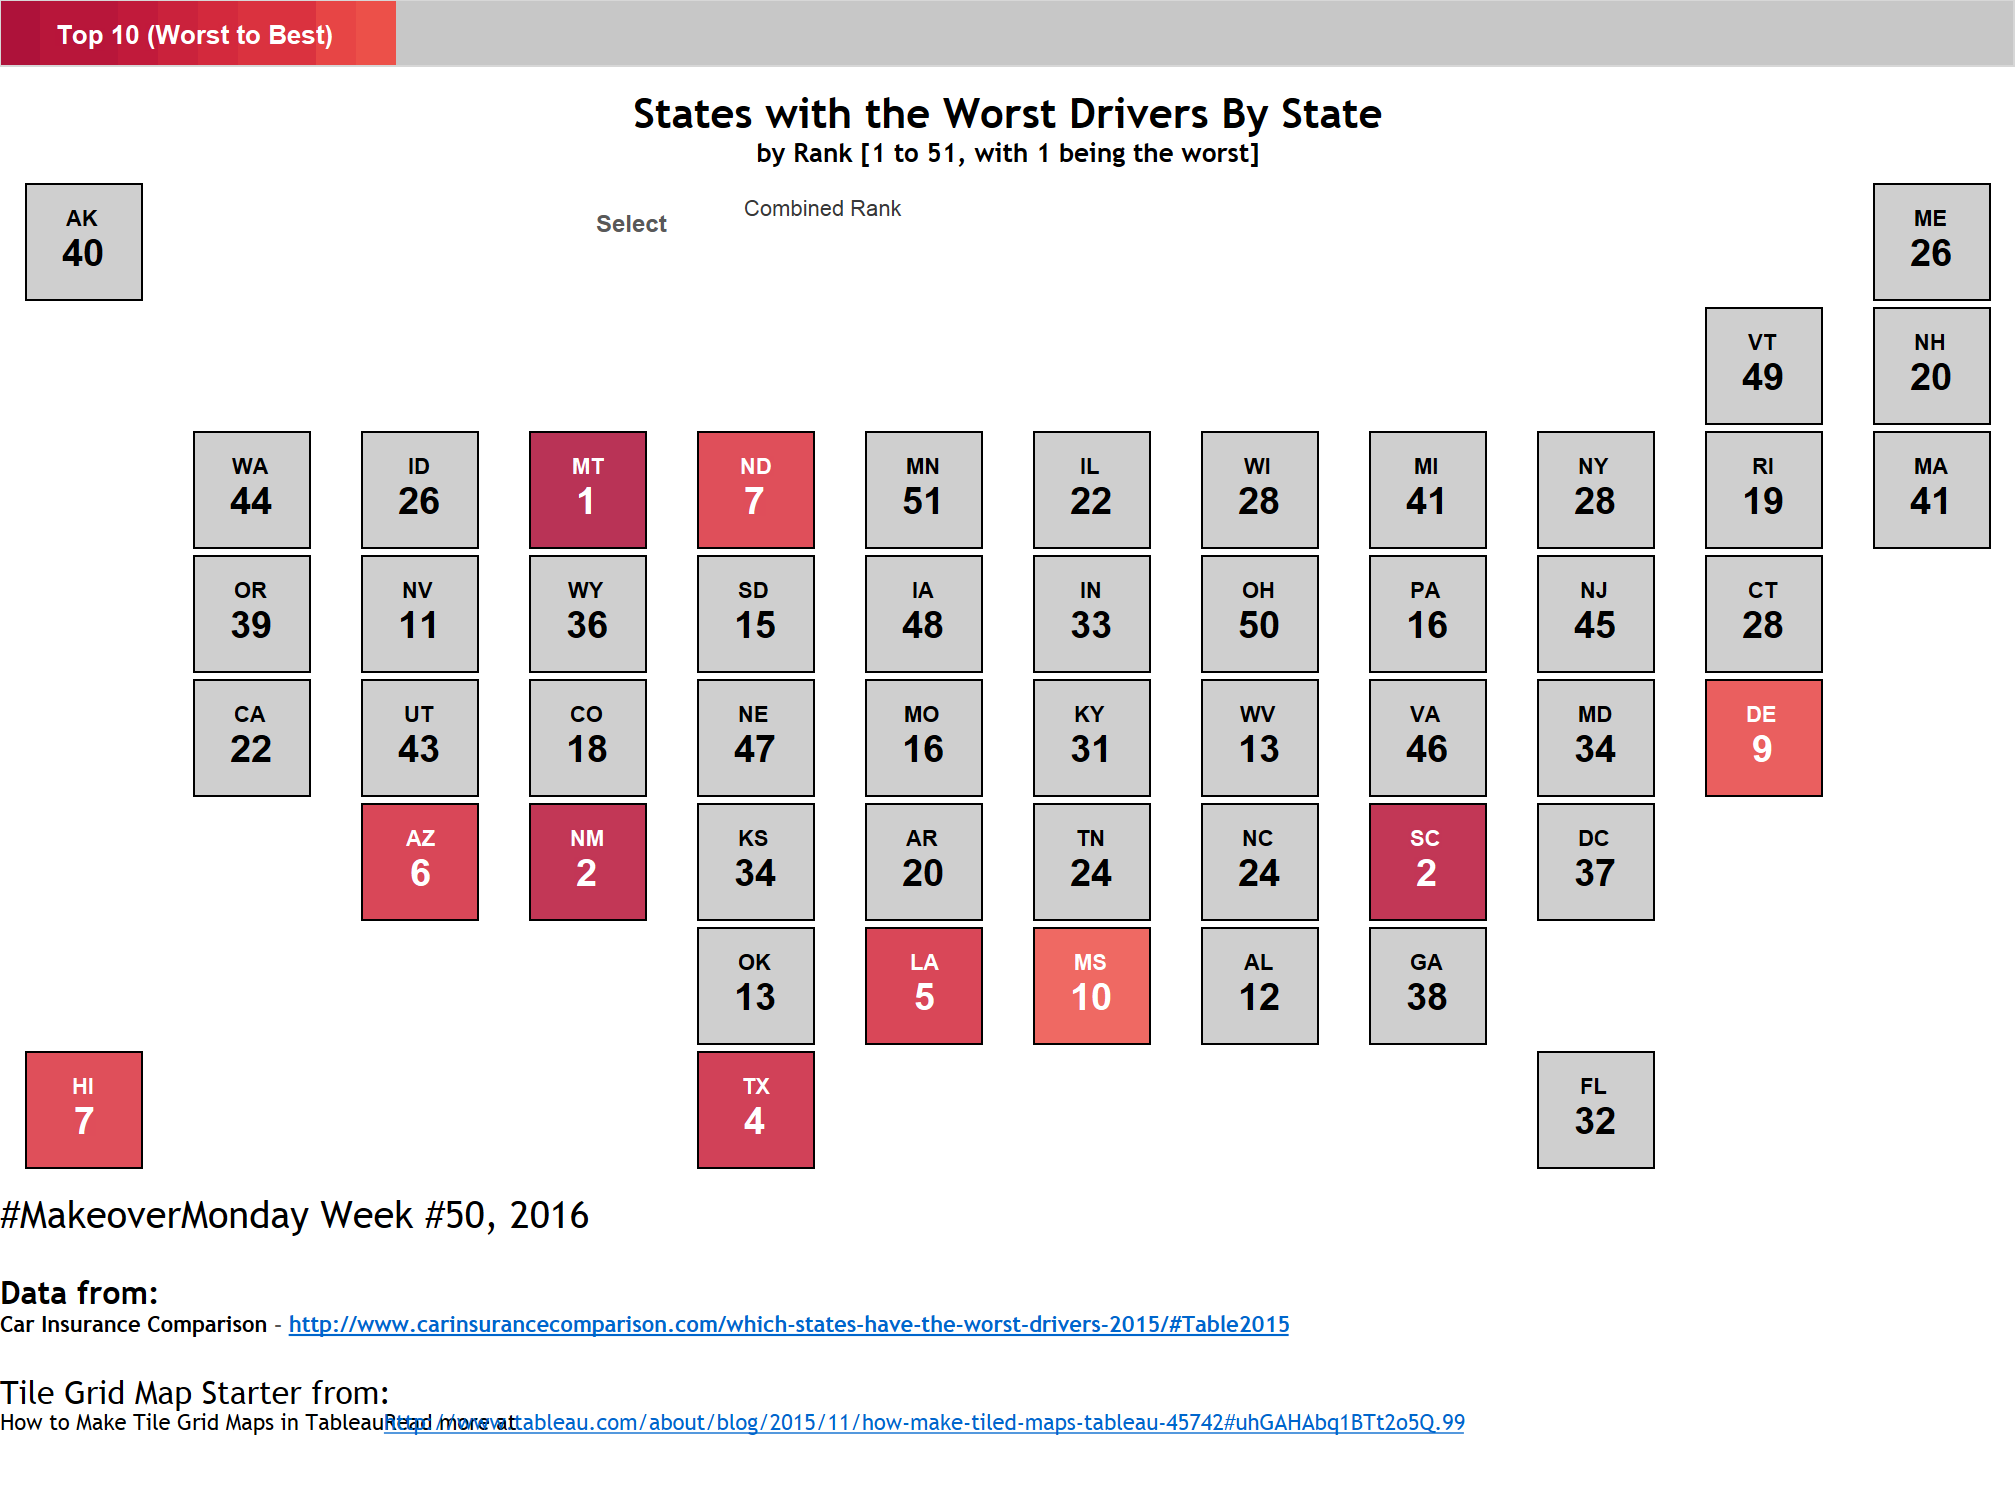 Top 10 (Worst to Best)
States with the Worst Drivers By State
by Rank [1 to 51, with 1 being the worst]
Select
Combined Rank
AK
40
ME
26
VT
49
NH
20
WA
44
ID
26
MT
1
ND
7
MN
51
IL
22
WI
28
MI
41
NY
28
RI
19
MA
41
OR
39
NV
11
WY
36
SD
15
IA
48
IN
33
OH
50
PA
16
NJ
45
CT
28
CA
22
UT
43
CO
18
NE
47
MO
16
KY
31
WV
13
VA
46
MD
34
DE
9
AZ
6
NM
2
KS
34
AR
20
TN
24
NC
24
SC
2
DC
37
OK
13
LA
5
MS
10
AL
12
GA
38
HI
7
TX
4
FL
32
#MakeoverMonday Week #50, 2016
Data from:
Car Insurance Comparison - http://www.carinsurancecomparison.com/which-states-have-the-worst-drivers-2015/#Table2015
Tile Grid Map Starter from:
How to Make Tile Grid Maps in TableauRead more at http://www.tableau.com/about/blog/2015/11/how-make-tiled-maps-tableau-45742#uhGAHAbq1BTt2o5Q.99